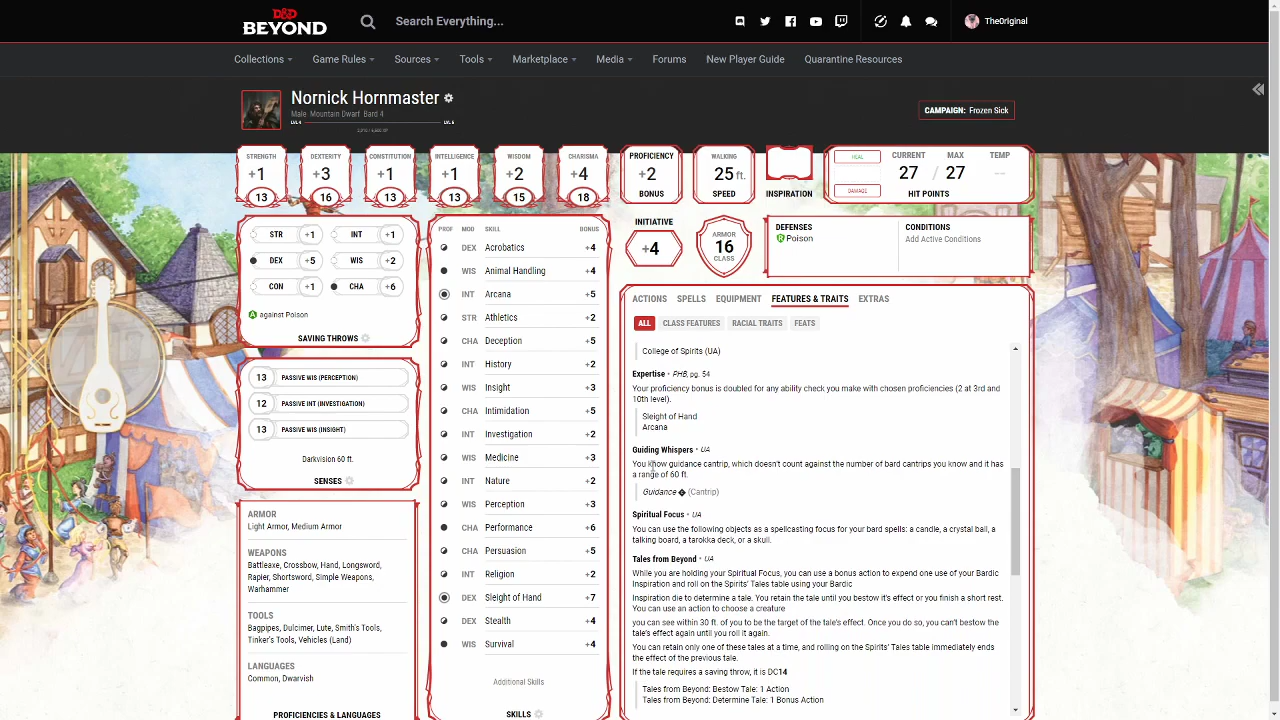 D&D
BEYOND
Search Everything...
TheOriginal
Collections
Game Rules
Sources
Tools
Marketplace
Media
Forums
New Player Guide
Quarantine Resources
Nornick Hornmaster
Male Mountain Dwarf Bard 4
LVL 4
LVL 5
CAMPAIGN: Frozen Sick
STRENGTH
+1
13
DEXTERITY
+3
16
CONSTITUTION
+1
13
INTELLIGENCE
+1
13
WISDOM
+2
15
CHARISMA
+4
18
PROFICIENCY
+2
BONUS
WALKING
25 ft.
SPEED
INSPIRATION
HEAL
DAMAGE
CURRENT
27
/
MAX
27
TEMP
--
HIT POINTS
STR +1
INT +1
DEX +5
WIS +2
CON +1
CHA +6
A against Poison
SAVING THROWS
13 PASSIVE WIS (PERCEPTION)
12 PASSIVE INT (INVESTIGATION)
13 PASSIVE WIS (INSIGHT)
Darkvision 60 ft.
SENSES
ARMOR
Light Armor, Medium Armor
WEAPONS
Battleaxe, Crossbow, Hand, Longsword,
Rapier, Shortsword, Simple Weapons,
Warhammer
TOOLS
Bagpipes, Dulcimer, Lute, Smith's Tools,
Tinker's Tools, Vehicles (Land)
LANGUAGES
Common, Dwarvish
PROFICIENCIES & LANGUAGES
PROF MOD SKILL BONUS
DEX Acrobatics +4
WIS Animal Handling +4
INT Arcana +5
STR Athletics +2
CHA Deception +5
INT History +2
WIS Insight +3
CHA Intimidation +5
INT Investigation +2
WIS Medicine +3
INT Nature +2
WIS Perception +3
CHA Performance +6
CHA Persuasion +5
INT Religion +2
DEX Sleight of Hand +7
DEX Stealth +4
WIS Survival +4
Additional Skills
SKILLS
INITIATIVE
+4
ARMOR
16
CLASS
DEFENSES
R Poison
CONDITIONS
Add Active Conditions
ACTIONS
SPELLS
EQUIPMENT
FEATURES & TRAITS
EXTRAS
ALL
CLASS FEATURES
RACIAL TRAITS
FEATS
College of Spirits (UA)
Expertise • PHB, pg. 54
Your proficiency bonus is doubled for any ability check you make with chosen proficiencies (2 at 3rd and
10th level).
Sleight of Hand
Arcana
Guiding Whispers • UA
You know guidance cantrip, which doesn't count against the number of bard cantrips you know and it has
a range of 60 ft.
Guidance (Cantrip)
Spiritual Focus • UA
You can use the following objects as a spellcasting focus for your bard spells: a candle, a crystal ball, a
talking board, a tarokka deck, or a skull.
Tales from Beyond • UA
While you are holding your Spiritual Focus, you can use a bonus action to expend one use of your Bardic
Inspiration and roll on the Spirits' Tales table using your Bardic
Inspiration die to determine a tale. You retain the tale until you bestow it's effect or you finish a short rest.
You can use an action to choose a creature
you can see within 30 ft. of you to be the target of the tale's effect. Once you do so, you can't bestow the
tale's effect again until you roll it again.
You can retain only one of these tales at a time, and rolling on the Spirits' Tales table immediately ends
the effect of the previous tale.
If the tale requires a saving throw, it is DC14
Tales from Beyond: Bestow Tale: 1 Action
Tales from Beyond: Determine Tale: 1 Bonus Action